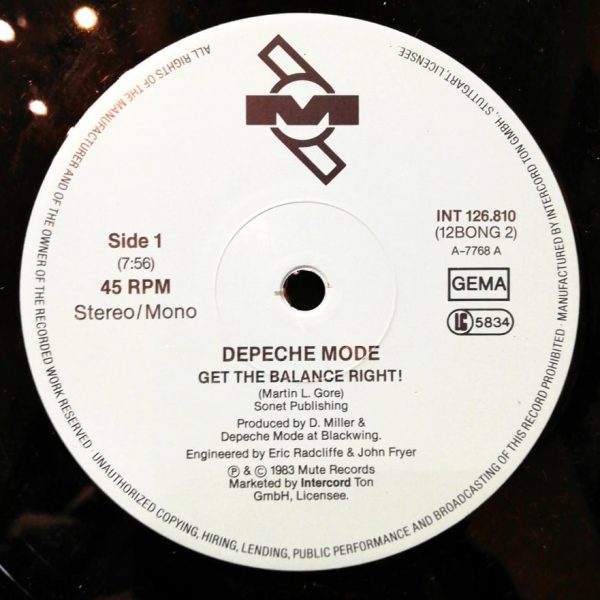 M
Side 1
(7:56)
45 RPM
Stereo/Mono
INT 126.810
(12BONG 2)
A-7768 A
GEMA
LC 5834
DEPECHE MODE
GET THE BALANCE RIGHT!
(Martin L. Gore)
Sonet Publishing
Produced by D. Miller &
Depeche Mode at Blackwing.
Engineered by Eric Radcliffe & John Fryer
Ⓟ & © 1983 Mute Records
Marketed by Intercord Ton
GmbH, Licensee.
ALL RIGHTS OF THE MANUFACTURER AND OF THE OWNER OF THE RECORDED WORK RESERVED · UNAUTHORIZED COPYING, HIRING, LENDING, PUBLIC PERFORMANCE AND BROADCASTING OF THIS RECORD PROHIBITED · MANUFACTURED BY INTERCORD TON GMBH, STUTTGART, LICENSEE.